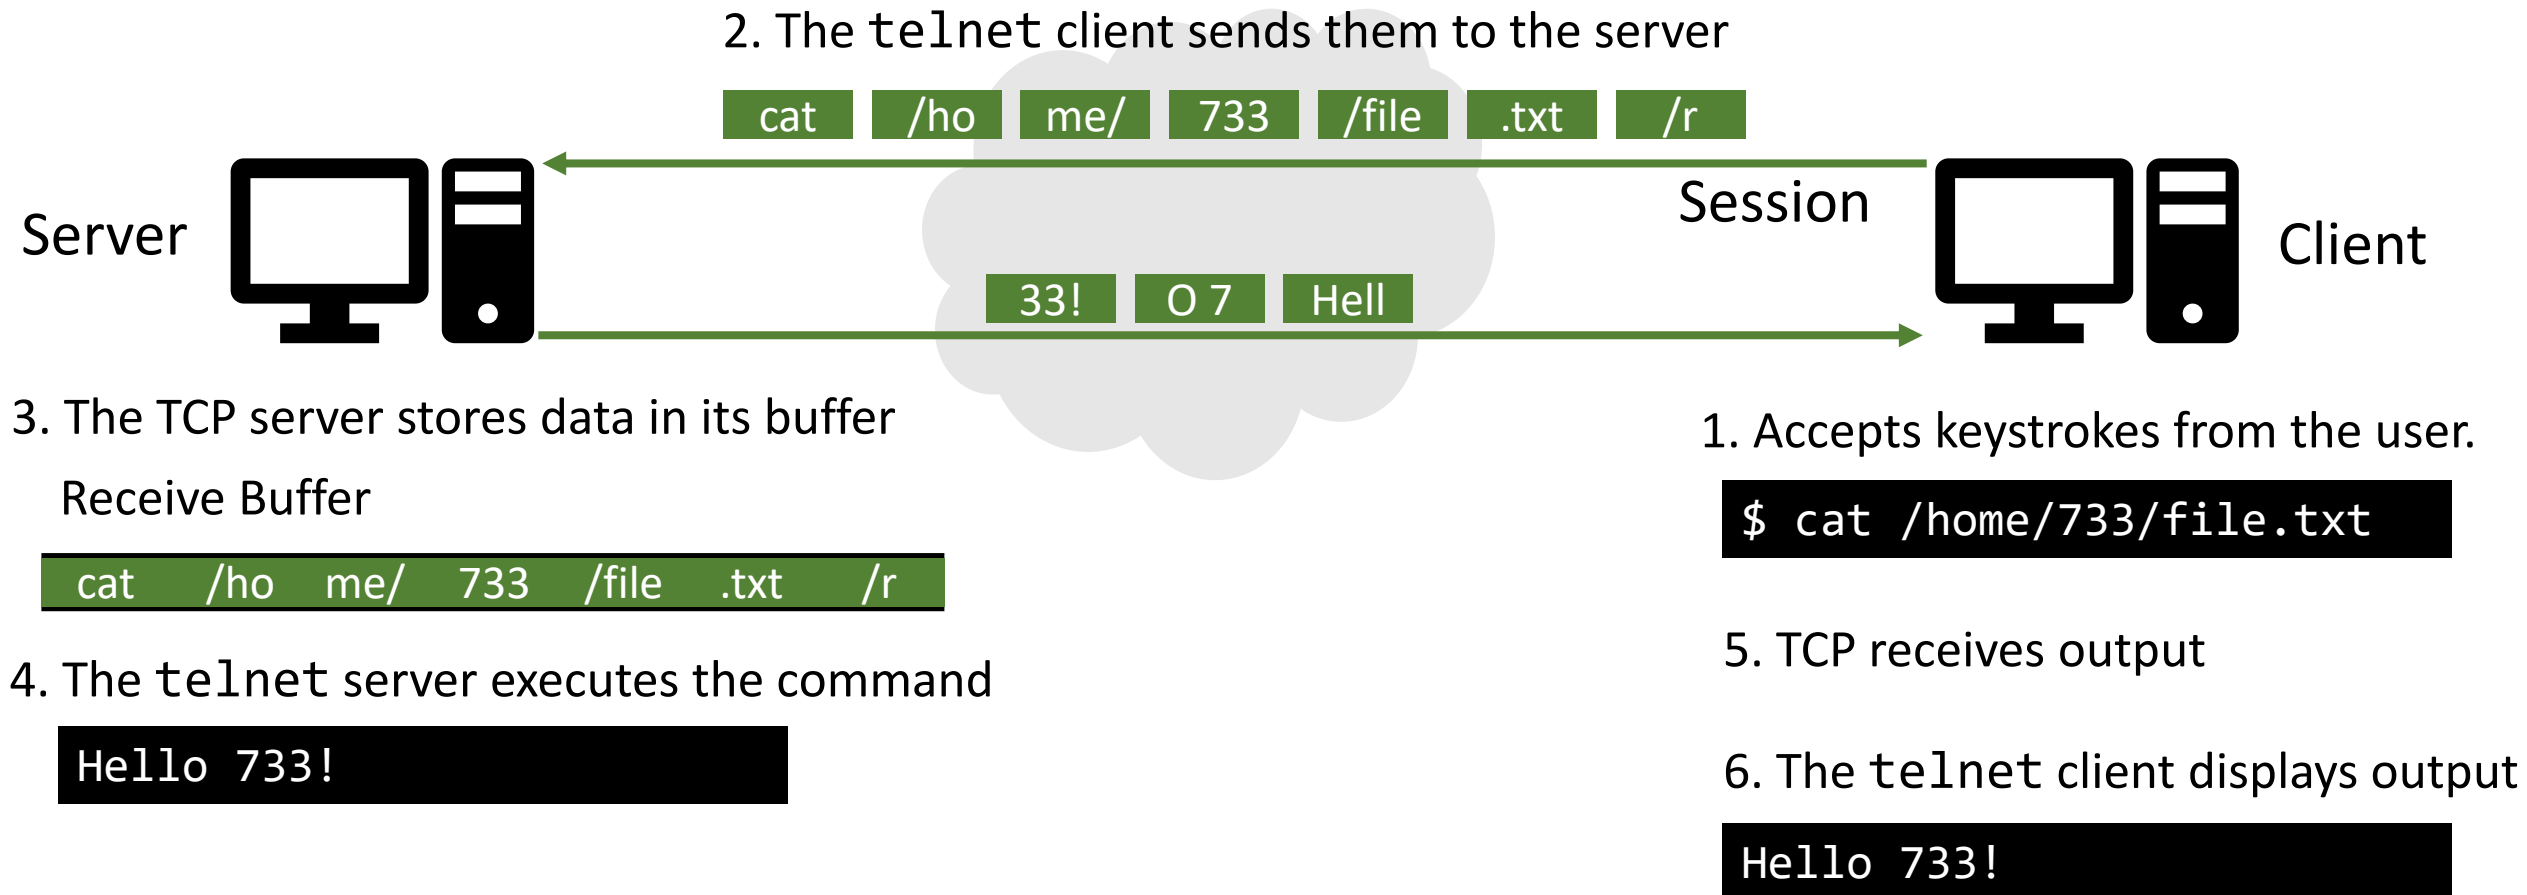 2. The telnet client sends them to the server
cat /ho me/ 733 /file .txt /r
Server
Session
Client
33! O 7 Hell
3. The TCP server stores data in its buffer
Receive Buffer
cat /ho me/ 733 /file .txt /r
4. The telnet server executes the command
Hello 733!
1. Accepts keystrokes from the user.
$ cat /home/733/file.txt
5. TCP receives output
6. The telnet client displays output
Hello 733!